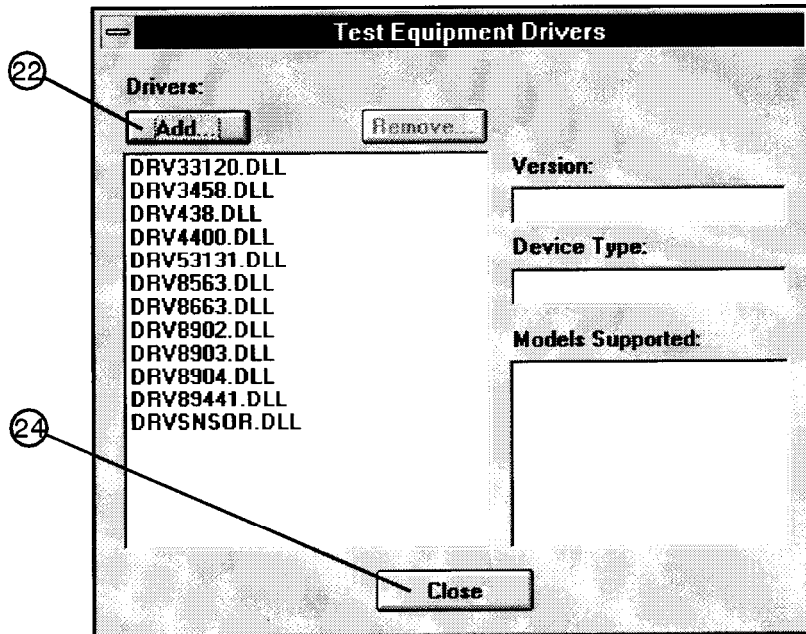 Test Equipment Drivers
22
Drivers:
Add...
Remove...
DRV33120.DLL
DRV3458.DLL
DRV438.DLL
DRV4400.DLL
DRV53131.DLL
DRV8563.DLL
DRV8663.DLL
DRV8902.DLL
DRV8903.DLL
DRV8904.DLL
DRV89441.DLL
DRVSNSOR.DLL
Version:
Device Type:
Models Supported:
24
Close